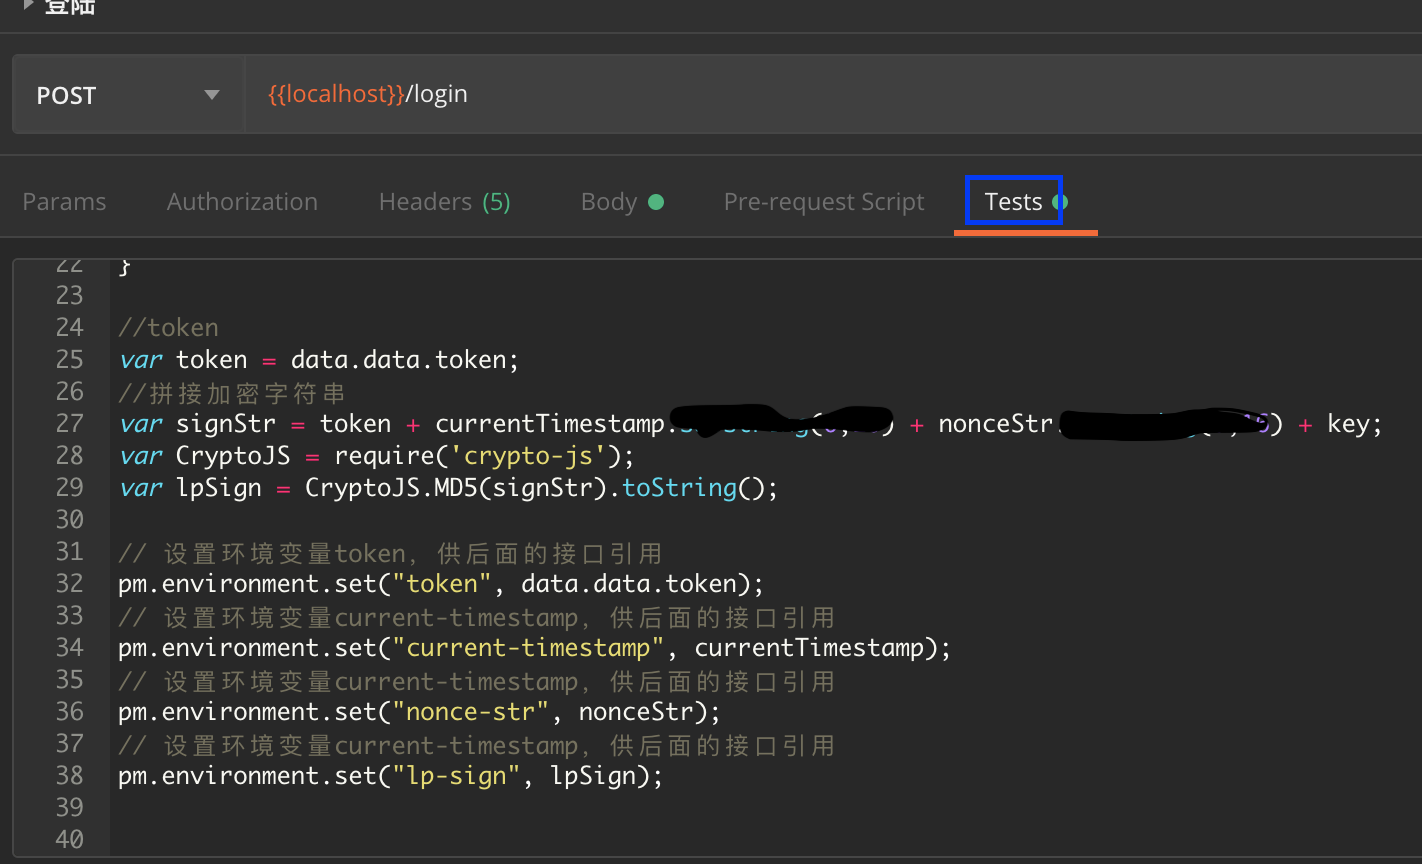 登陆
POST {{localhost}}/login
Params Authorization Headers (5) Body Pre-request Script Tests
22 }
23
24 //token
25 var token = data.data.token;
26 //拼接加密字符串
27 var signStr = token + currentTimestamp. ) + nonceStr. ) + key;
28 var CryptoJS = require('crypto-js');
29 var lpSign = CryptoJS.MD5(signStr).toString();
30
31 // 设置环境变量token, 供后面的接口引用
32 pm.environment.set("token", data.data.token);
33 // 设置环境变量current-timestamp, 供后面的接口引用
34 pm.environment.set("current-timestamp", currentTimestamp);
35 // 设置环境变量current-timestamp, 供后面的接口引用
36 pm.environment.set("nonce-str", nonceStr);
37 // 设置环境变量current-timestamp, 供后面的接口引用
38 pm.environment.set("lp-sign", lpSign);
39
40